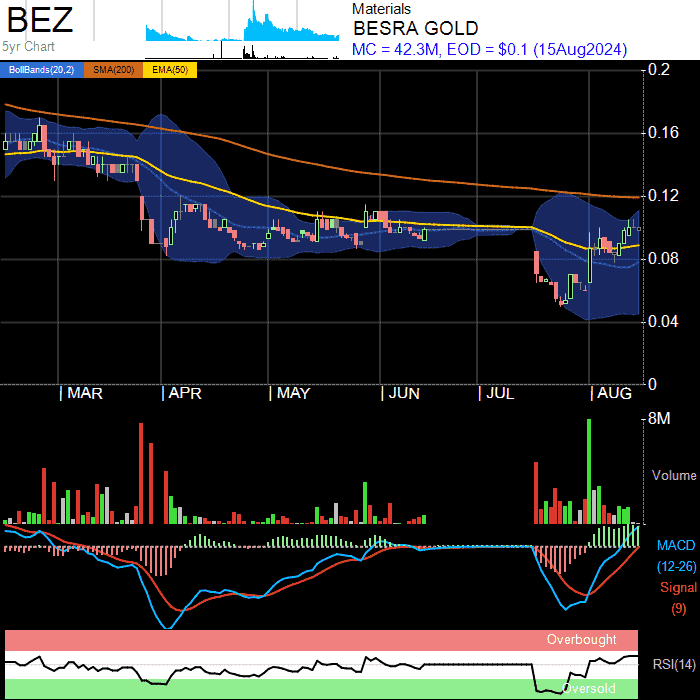 BEZ
5yr Chart
Materials
BESRA GOLD
MC = 42.3M, EOD = $0.1 (15Aug2024)
BollBands(20,2) SMA(200) EMA(50)
0.2
0.16
0.12
0.08
0.04
0
MAR APR MAY JUN JUL AUG
8M
Volume
MACD
(12-26)
Signal
(9)
Overbought
RSI(14)
Oversold